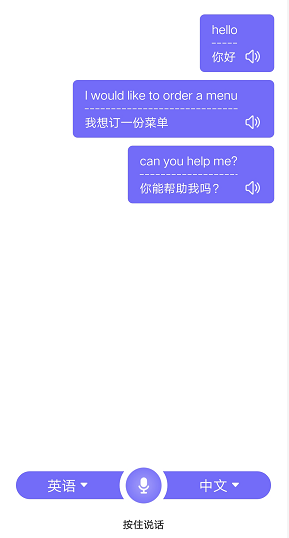 hello
你好
I would like to order a menu
我想订一份菜单
can you help me?
你能帮助我吗?
英语
中文
按住说话